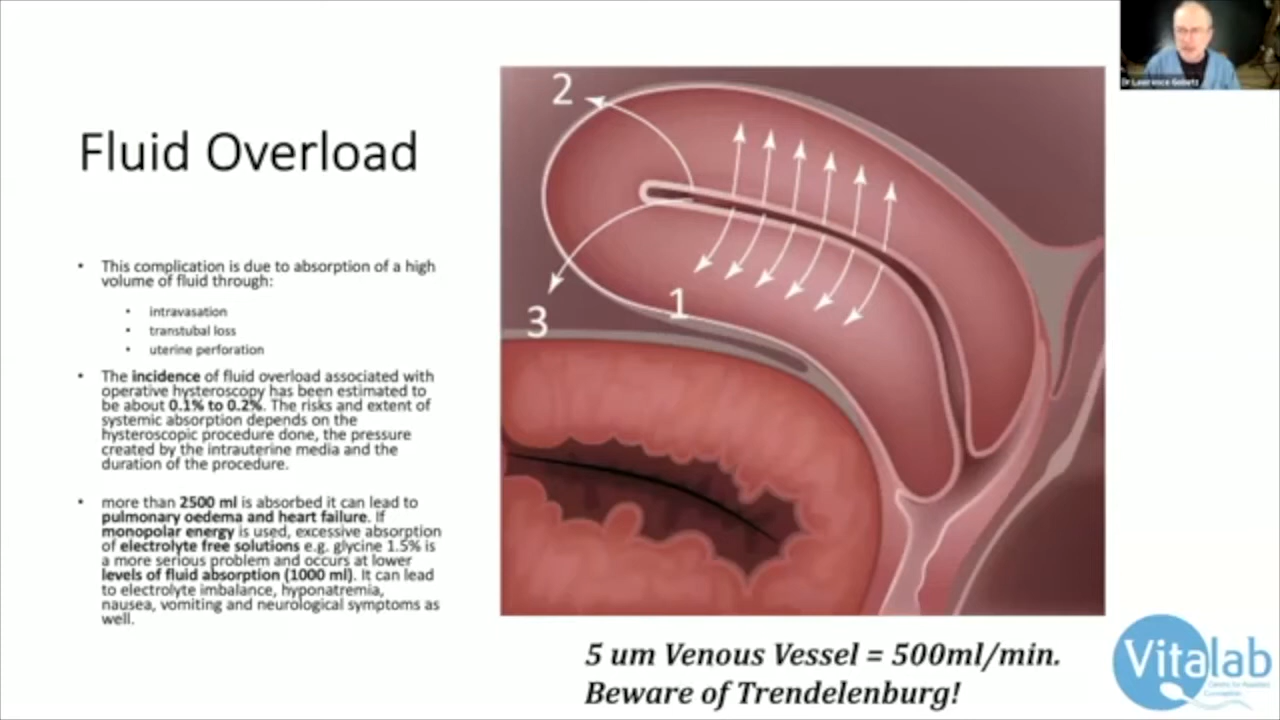 Fluid Overload
• This complication is due to absorption of a high
volume of fluid through:
• intravasation
• transtubal loss
• uterine perforation
• The incidence of fluid overload associated with
operative hysteroscopy has been estimated to
be about 0.1% to 0.2%. The risks and extent of
systemic absorption depends on the
hysteroscopic procedure done, the pressure
created by the intrauterine media and the
duration of the procedure.
• more than 2500 ml is absorbed it can lead to
pulmonary oedema and heart failure. If
monopolar energy is used, excessive absorption
of electrolyte free solutions e.g. glycine 1.5% is
a more serious problem and occurs at lower
levels of fluid absorption (1000 ml). It can lead
to electrolyte imbalance, hyponatremia,
nausea, vomiting and neurological symptoms as
well.
2
1
3
5 um Venous Vessel = 500ml/min.
Beware of Trendelenburg!
Dr Lawrence Gobetz
Vitalab
Centre for Assisted
Conception